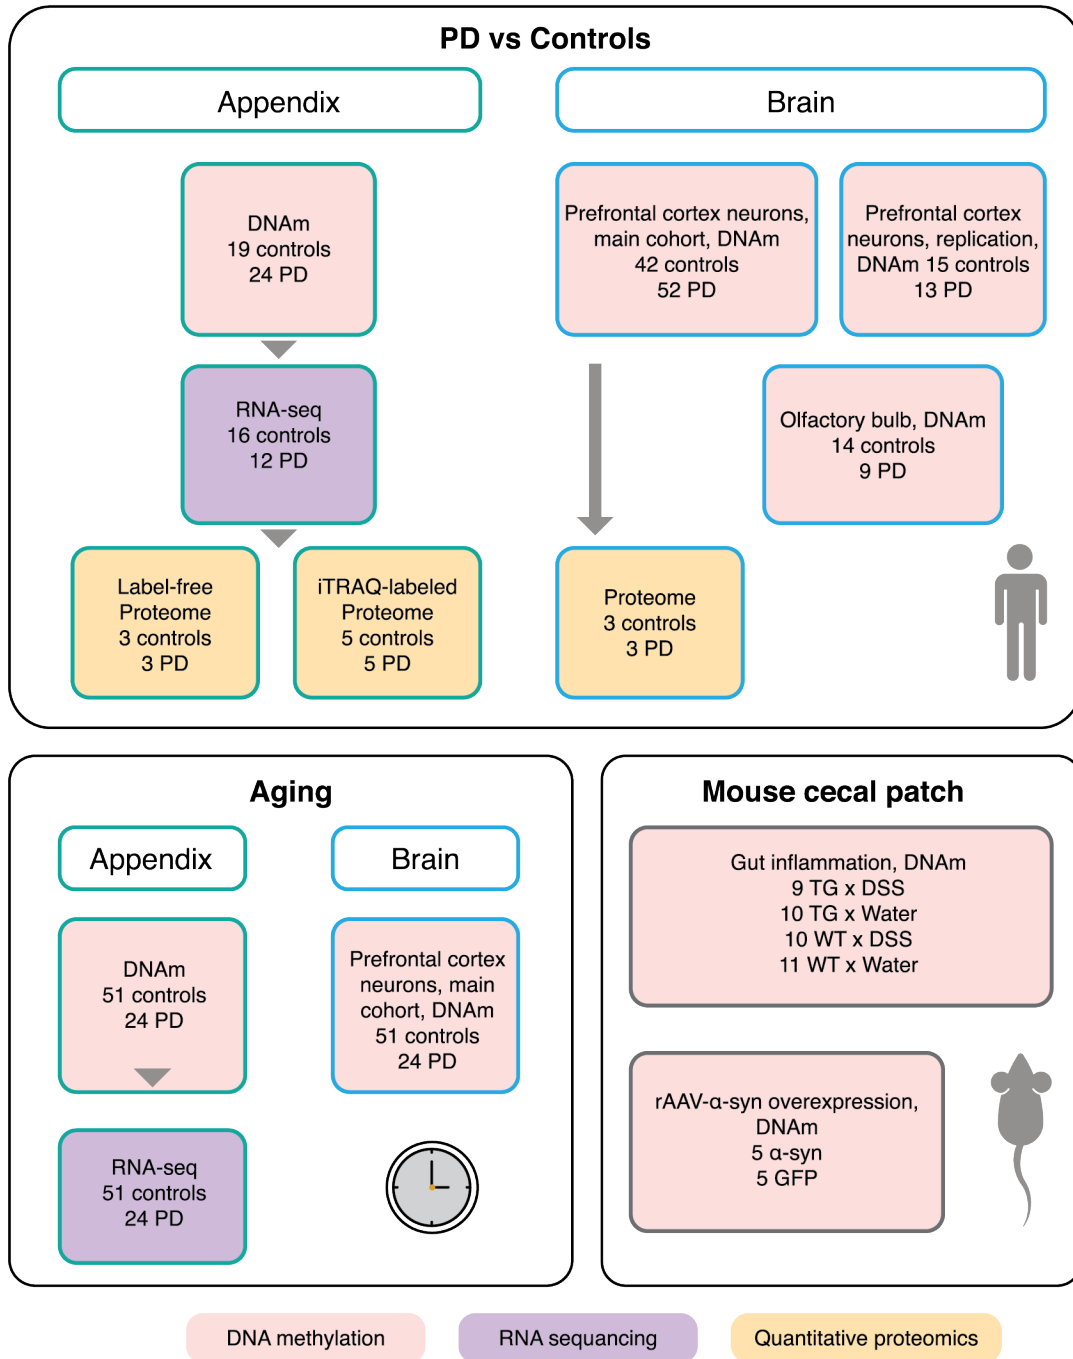 PD vs Controls
Appendix
Brain
DNAm
19 controls
24 PD
Prefrontal cortex neurons,
main cohort, DNAm
42 controls
52 PD
Prefrontal cortex
neurons, replication,
DNAm 15 controls
13 PD
RNA-seq
16 controls
12 PD
Olfactory bulb, DNAm
14 controls
9 PD
Label-free
Proteome
3 controls
3 PD
iTRAQ-labeled
Proteome
5 controls
5 PD
Proteome
3 controls
3 PD
Aging
Appendix
Brain
DNAm
51 controls
24 PD
Prefrontal cortex
neurons, main
cohort, DNAm
51 controls
24 PD
RNA-seq
51 controls
24 PD
Mouse cecal patch
Gut inflammation, DNAm
9 TG x DSS
10 TG x Water
10 WT x DSS
11 WT x Water
rAAV-α-syn overexpression,
DNAm
5 α-syn
5 GFP
DNA methylation
RNA sequancing
Quantitative proteomics